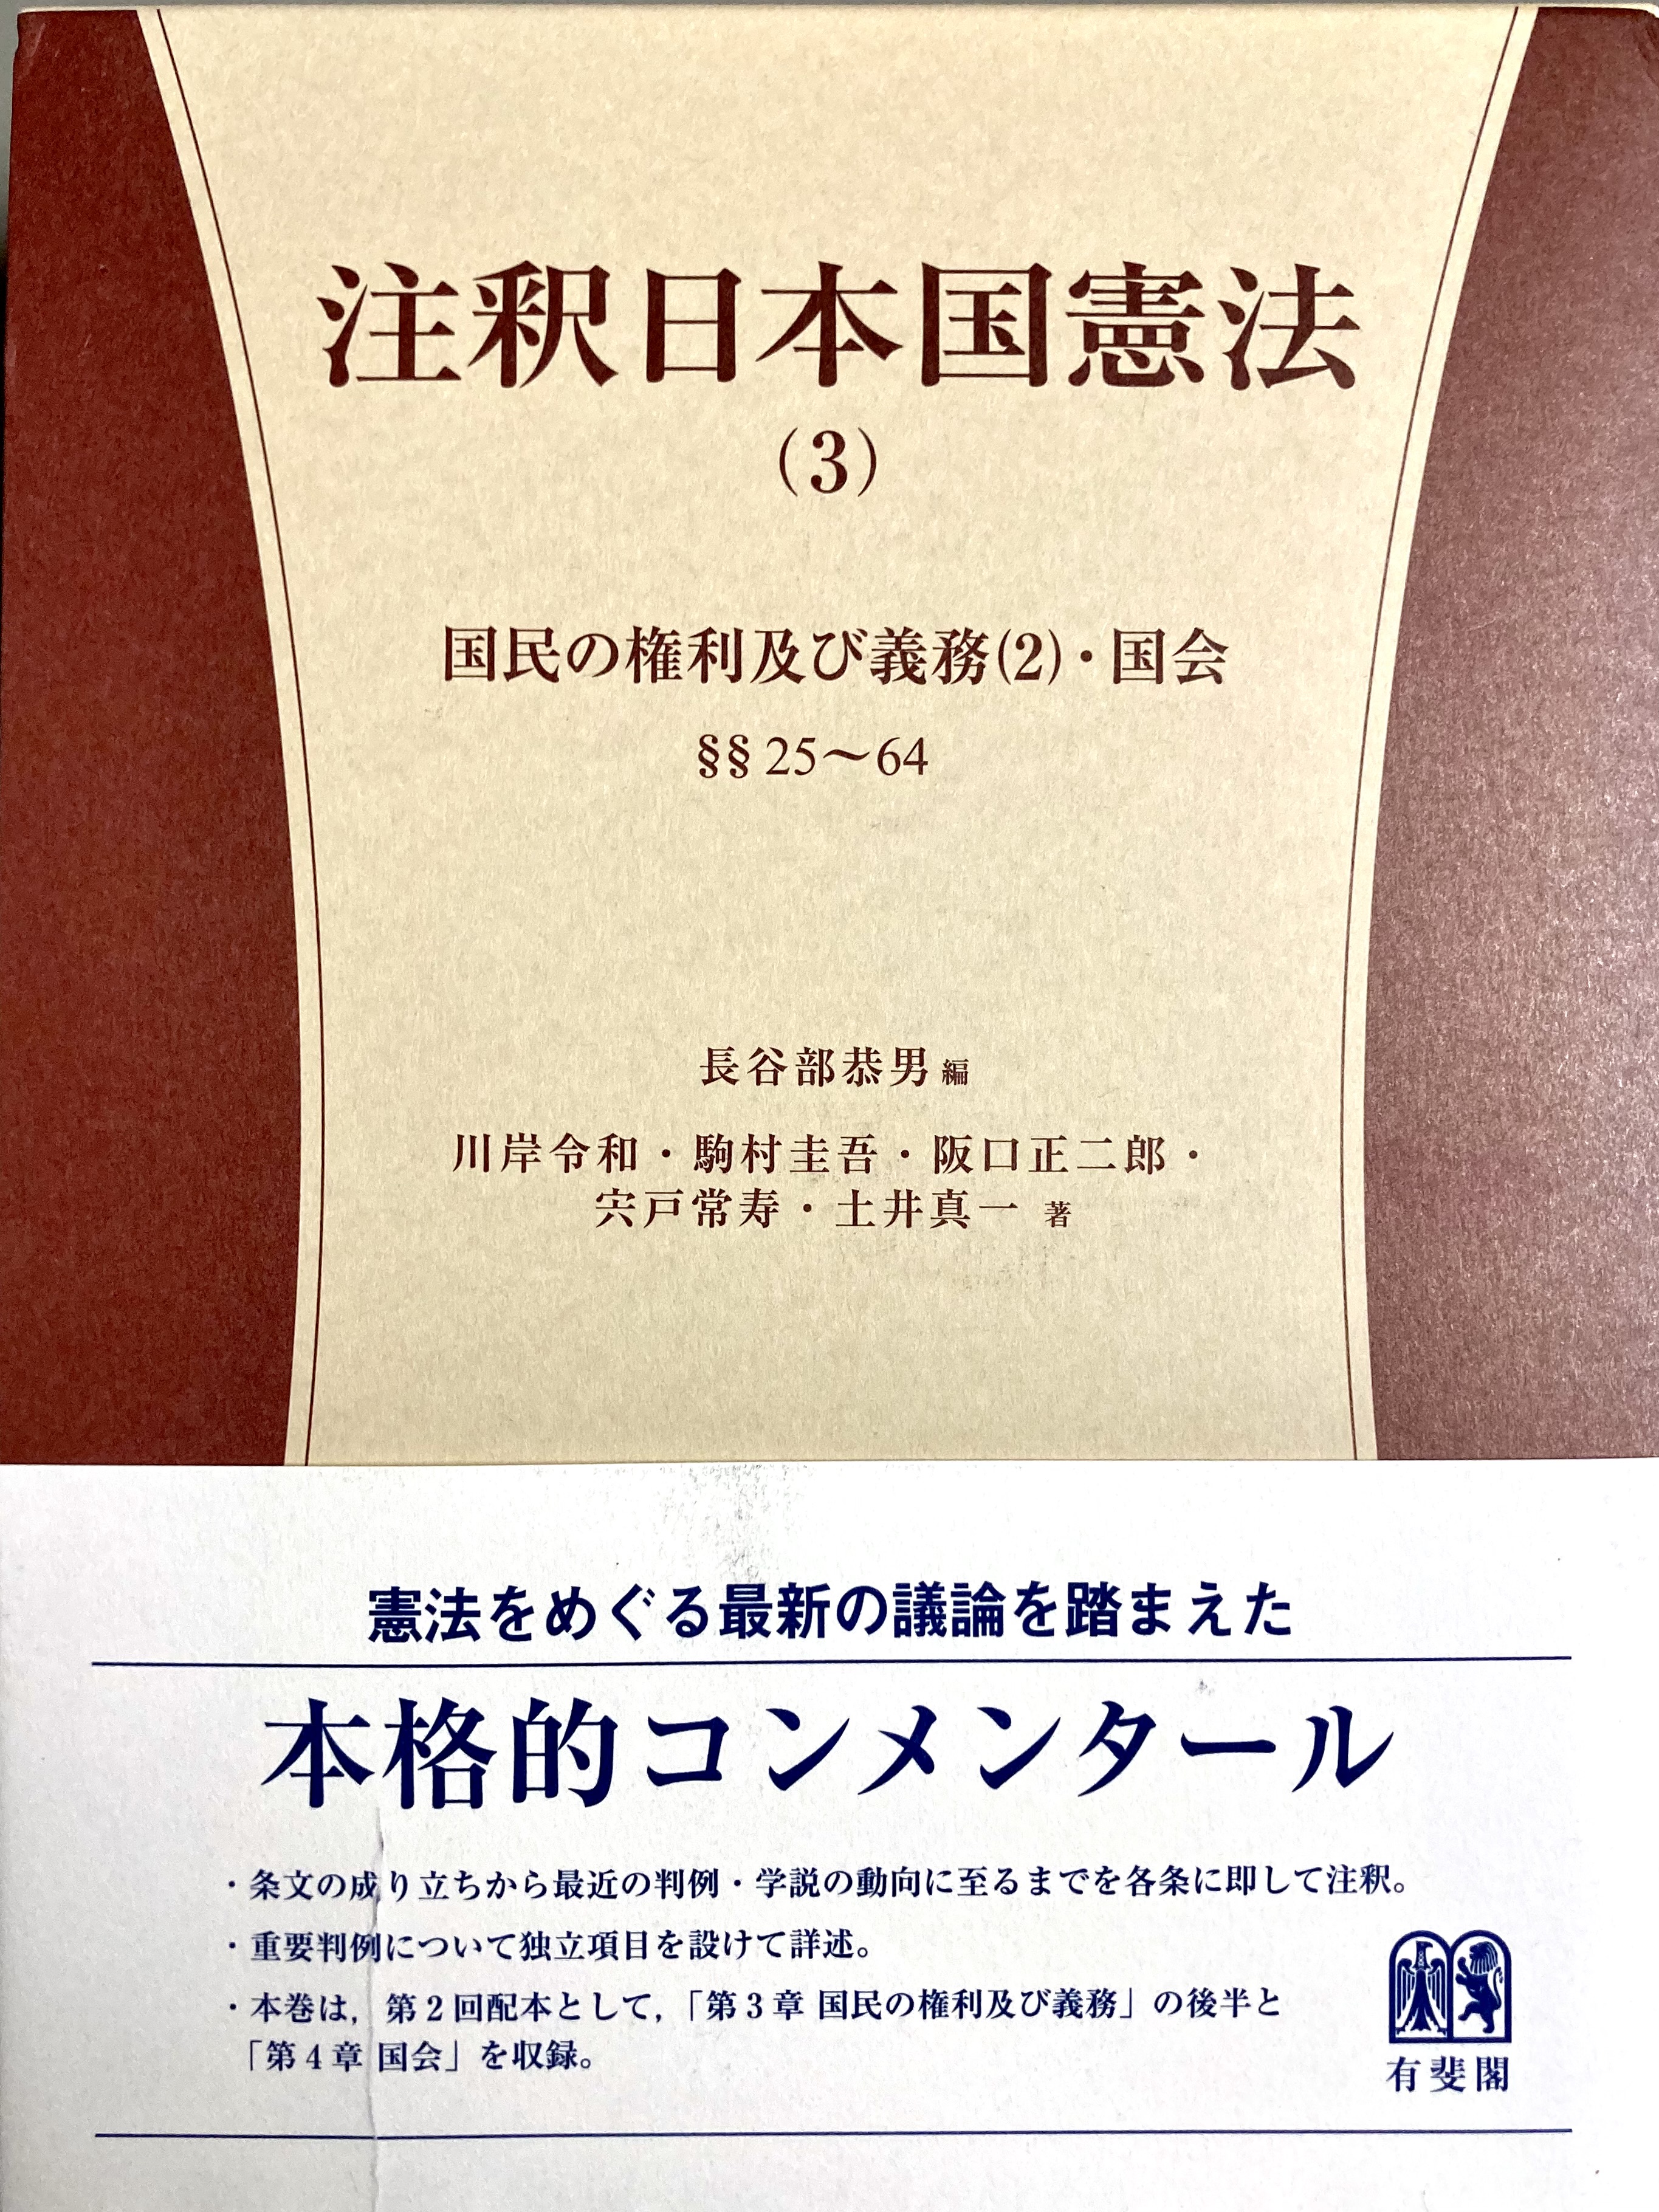 注釈日本国憲法
(3)
国民の権利及び義務(2)・国会
§§25〜64
長谷部恭男 編
川岸令和・駒村圭吾・阪口正二郎・
宍戸常寿・土井真一 著
憲法をめぐる最新の議論を踏まえた
本格的コンメンタール
・条文の成り立ちから最近の判例・学説の動向に至るまでを各条に即して注釈。
・重要判例について独立項目を設けて詳述。
・本巻は，第2回配本として，「第3章 国民の権利及び義務」の後半と
「第4章 国会」を収録。
有斐閣